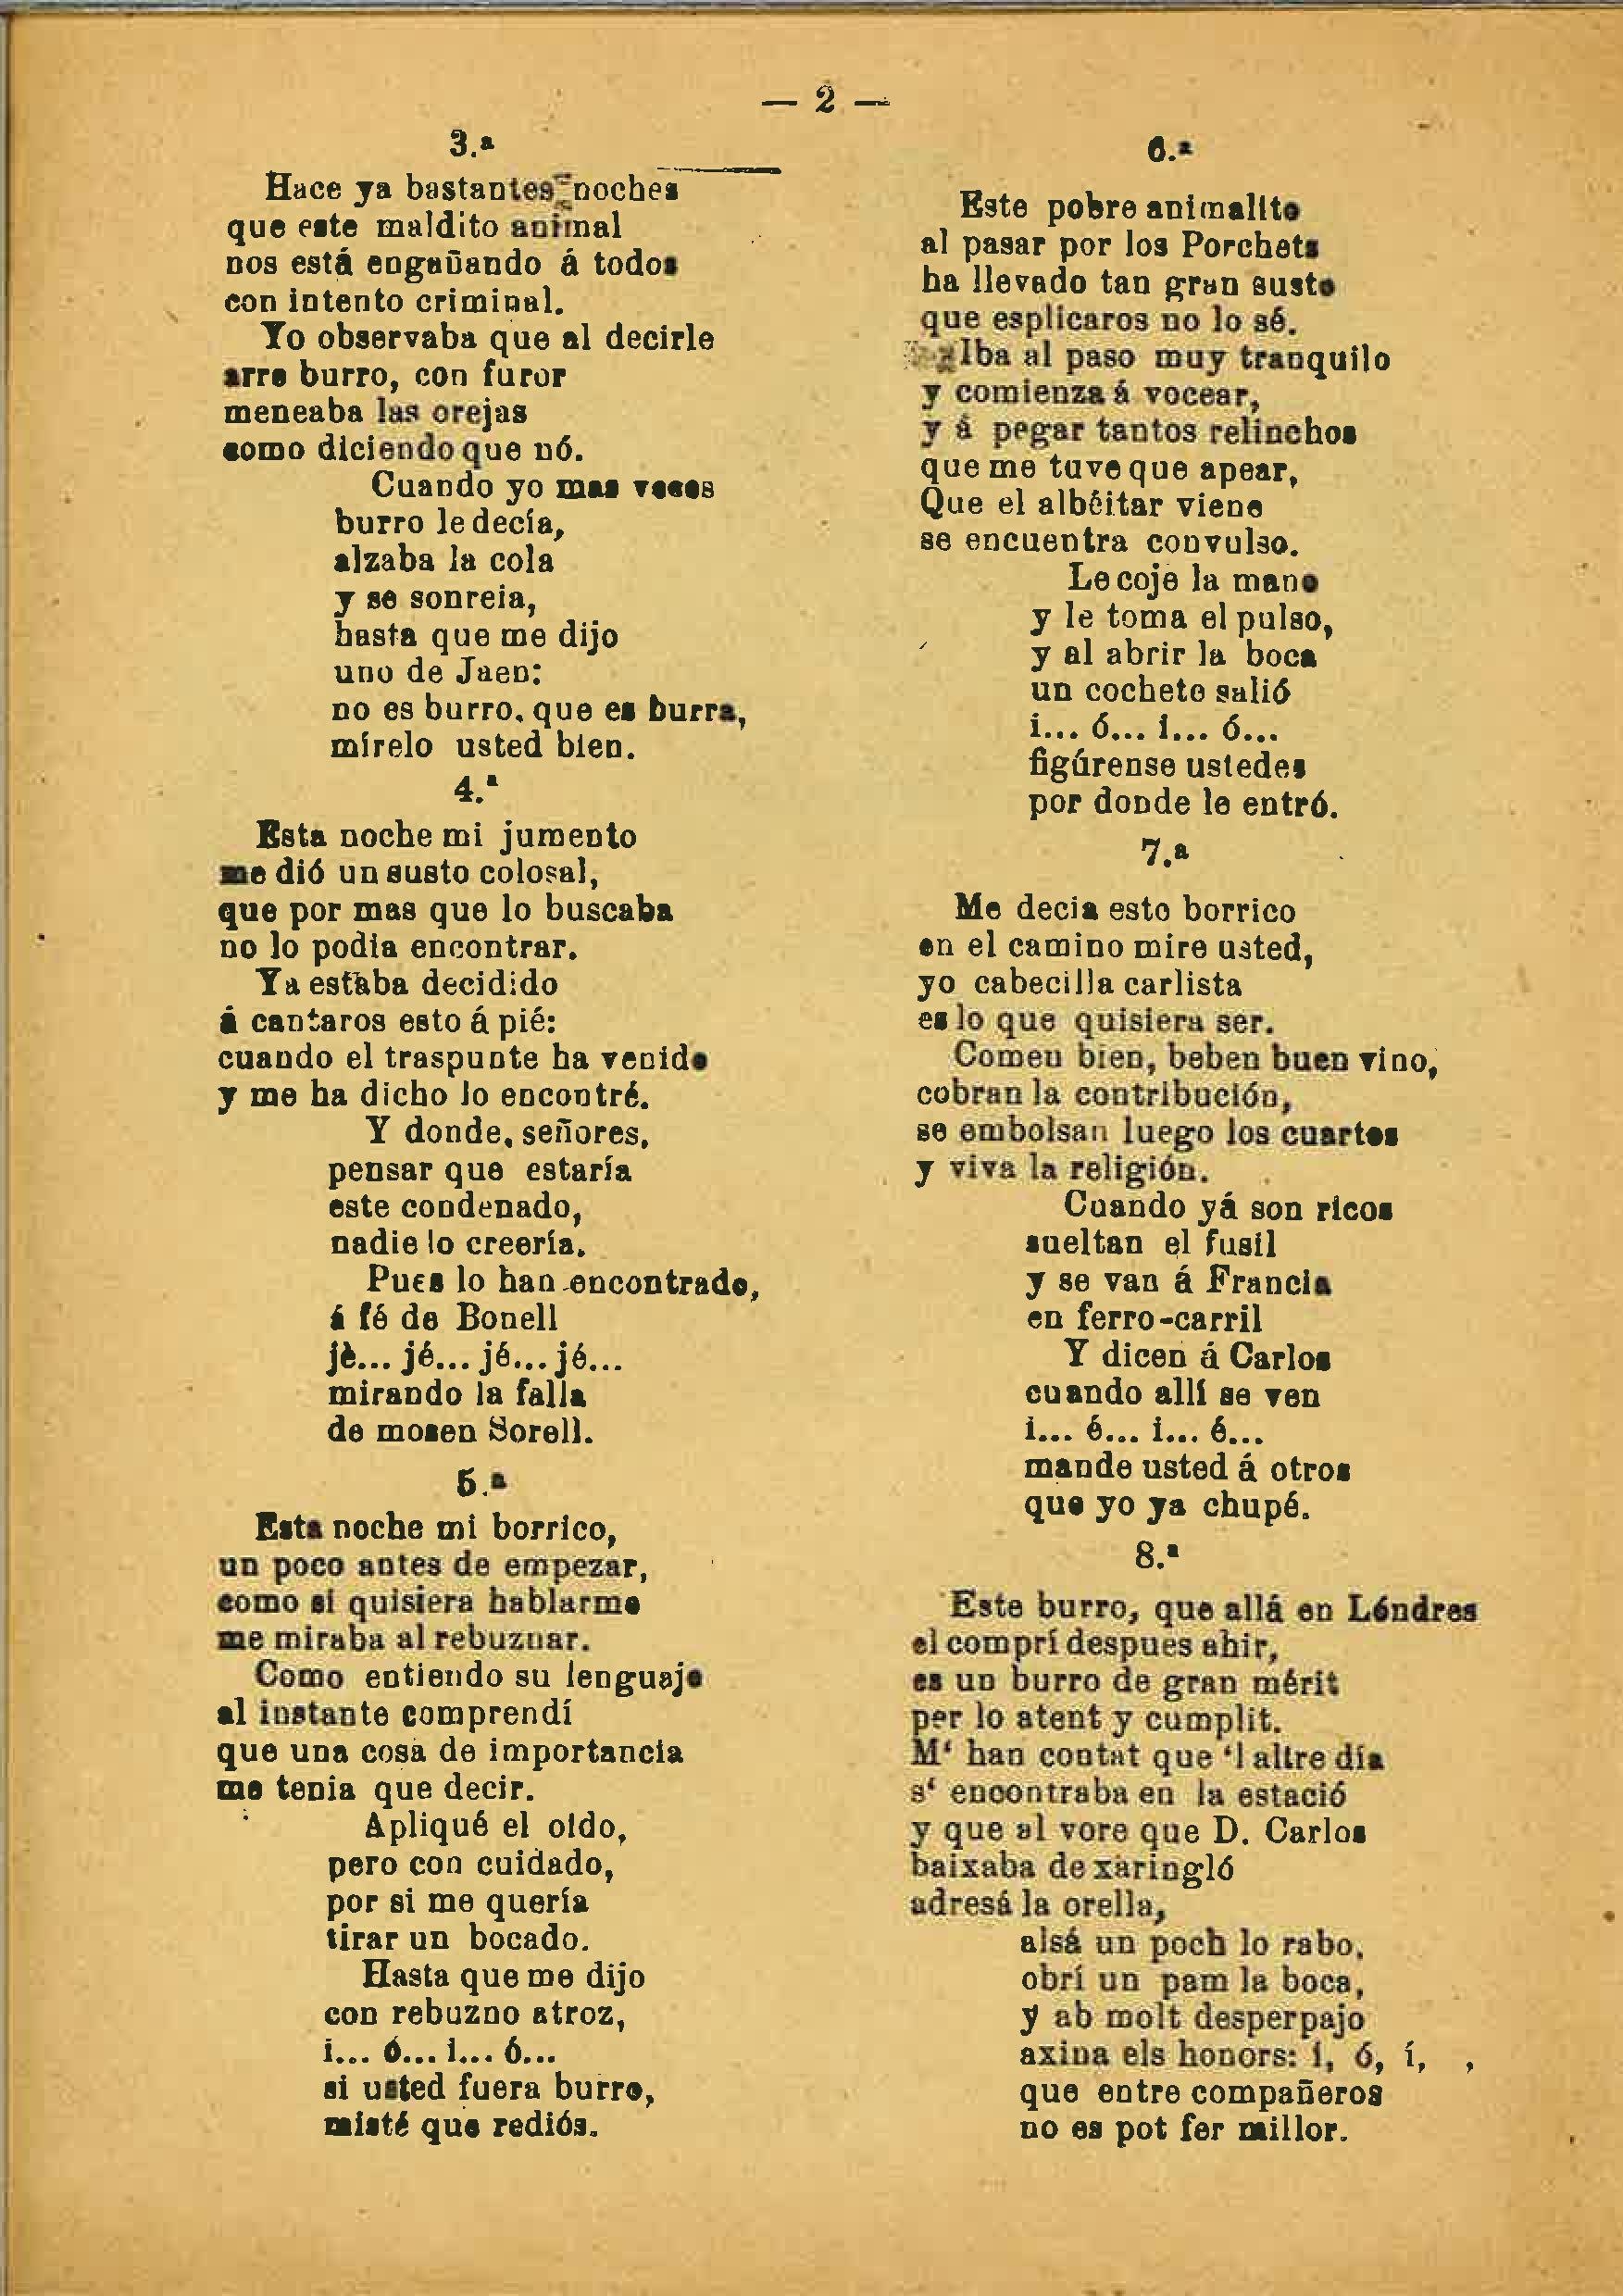 — 2 —
3.ª
Hace ya bastantes noches
que este maldito animal
nos está engañando á todos
con intento criminal.
Yo observaba que al decirle
arre burro, con furor
meneaba las orejas
como diciendo que nó.
Cuando yo mas veces
burro le decía,
alzaba la cola
y se sonreia,
hasta que me dijo
uno de Jaen:
no es burro, que es burra,
mírelo usted bien.
4.ª
Esta noche mi jumento
me dió un susto colosal,
que por mas que lo buscaba
no lo podia encontrar.
Ya estaba decidido
á cantaros esto á pié:
cuando el traspunte ha venido
y me ha dicho lo encontré.
Y donde, señores,
pensar que estaría
este condenado,
nadie lo creería.
Pues lo han encontrado,
á fé de Bonell
jè... jé... jé... jé...
mirando la falla
de mosen Sorell.
5.ª
Esta noche mi borrico,
un poco antes de empezar,
como si quisiera hablarme
me miraba al rebuznar.
Como entiendo su lenguaje
al instante comprendí
que una cosa de importancia
me tenia que decir.
Apliqué el oido,
pero con cuidado,
por si me quería
tirar un bocado.
Hasta que me dijo
con rebuzno atroz,
i... ó... i... ó...
si usted fuera burro,
misté que rediós.
6.ª
Este pobre animalito
al pasar por los Porchets
ha llevado tan gran susto
que esplicaros no lo sé.
Iba al paso muy tranquilo
y comienza á vocear,
y á pegar tantos relinchos
que me tuve que apear,
Que el albéitar viene
se encuentra convulso.
Le coje la mano
y le toma el pulso,
y al abrir la boca
un cochete salió
i... ó... i... ó...
figúrense ustedes
por donde le entró.
7.ª
Me decia este borrico
en el camino mire usted,
yo cabecilla carlista
es lo que quisiera ser.
Comen bien, beben buen vino,
cobran la contribución,
se embolsan luego los cuartos
y viva la religión.
Cuando yá son ricos
sueltan el fusil
y se van á Francia
en ferro-carril
Y dicen á Carlos
cuando allí se ven
i... é... i... é...
mande usted á otros
que yo ya chupé.
8.ª
Este burro, que allá en Lóndres
el comprí despues ahir,
es un burro de gran mérit
per lo atent y cumplit.
M‘ han contat que ‘l altre día
s‘ encontraba en la estació
y que al vore que D. Carlos
baixaba de xaringló
adresá la orella,
alsá un poch lo rabo,
obrí un pam la boca,
y ab molt desperpajo
axina els honors: í, ó, í, ,
que entre compañeros
no es pot fer millor.